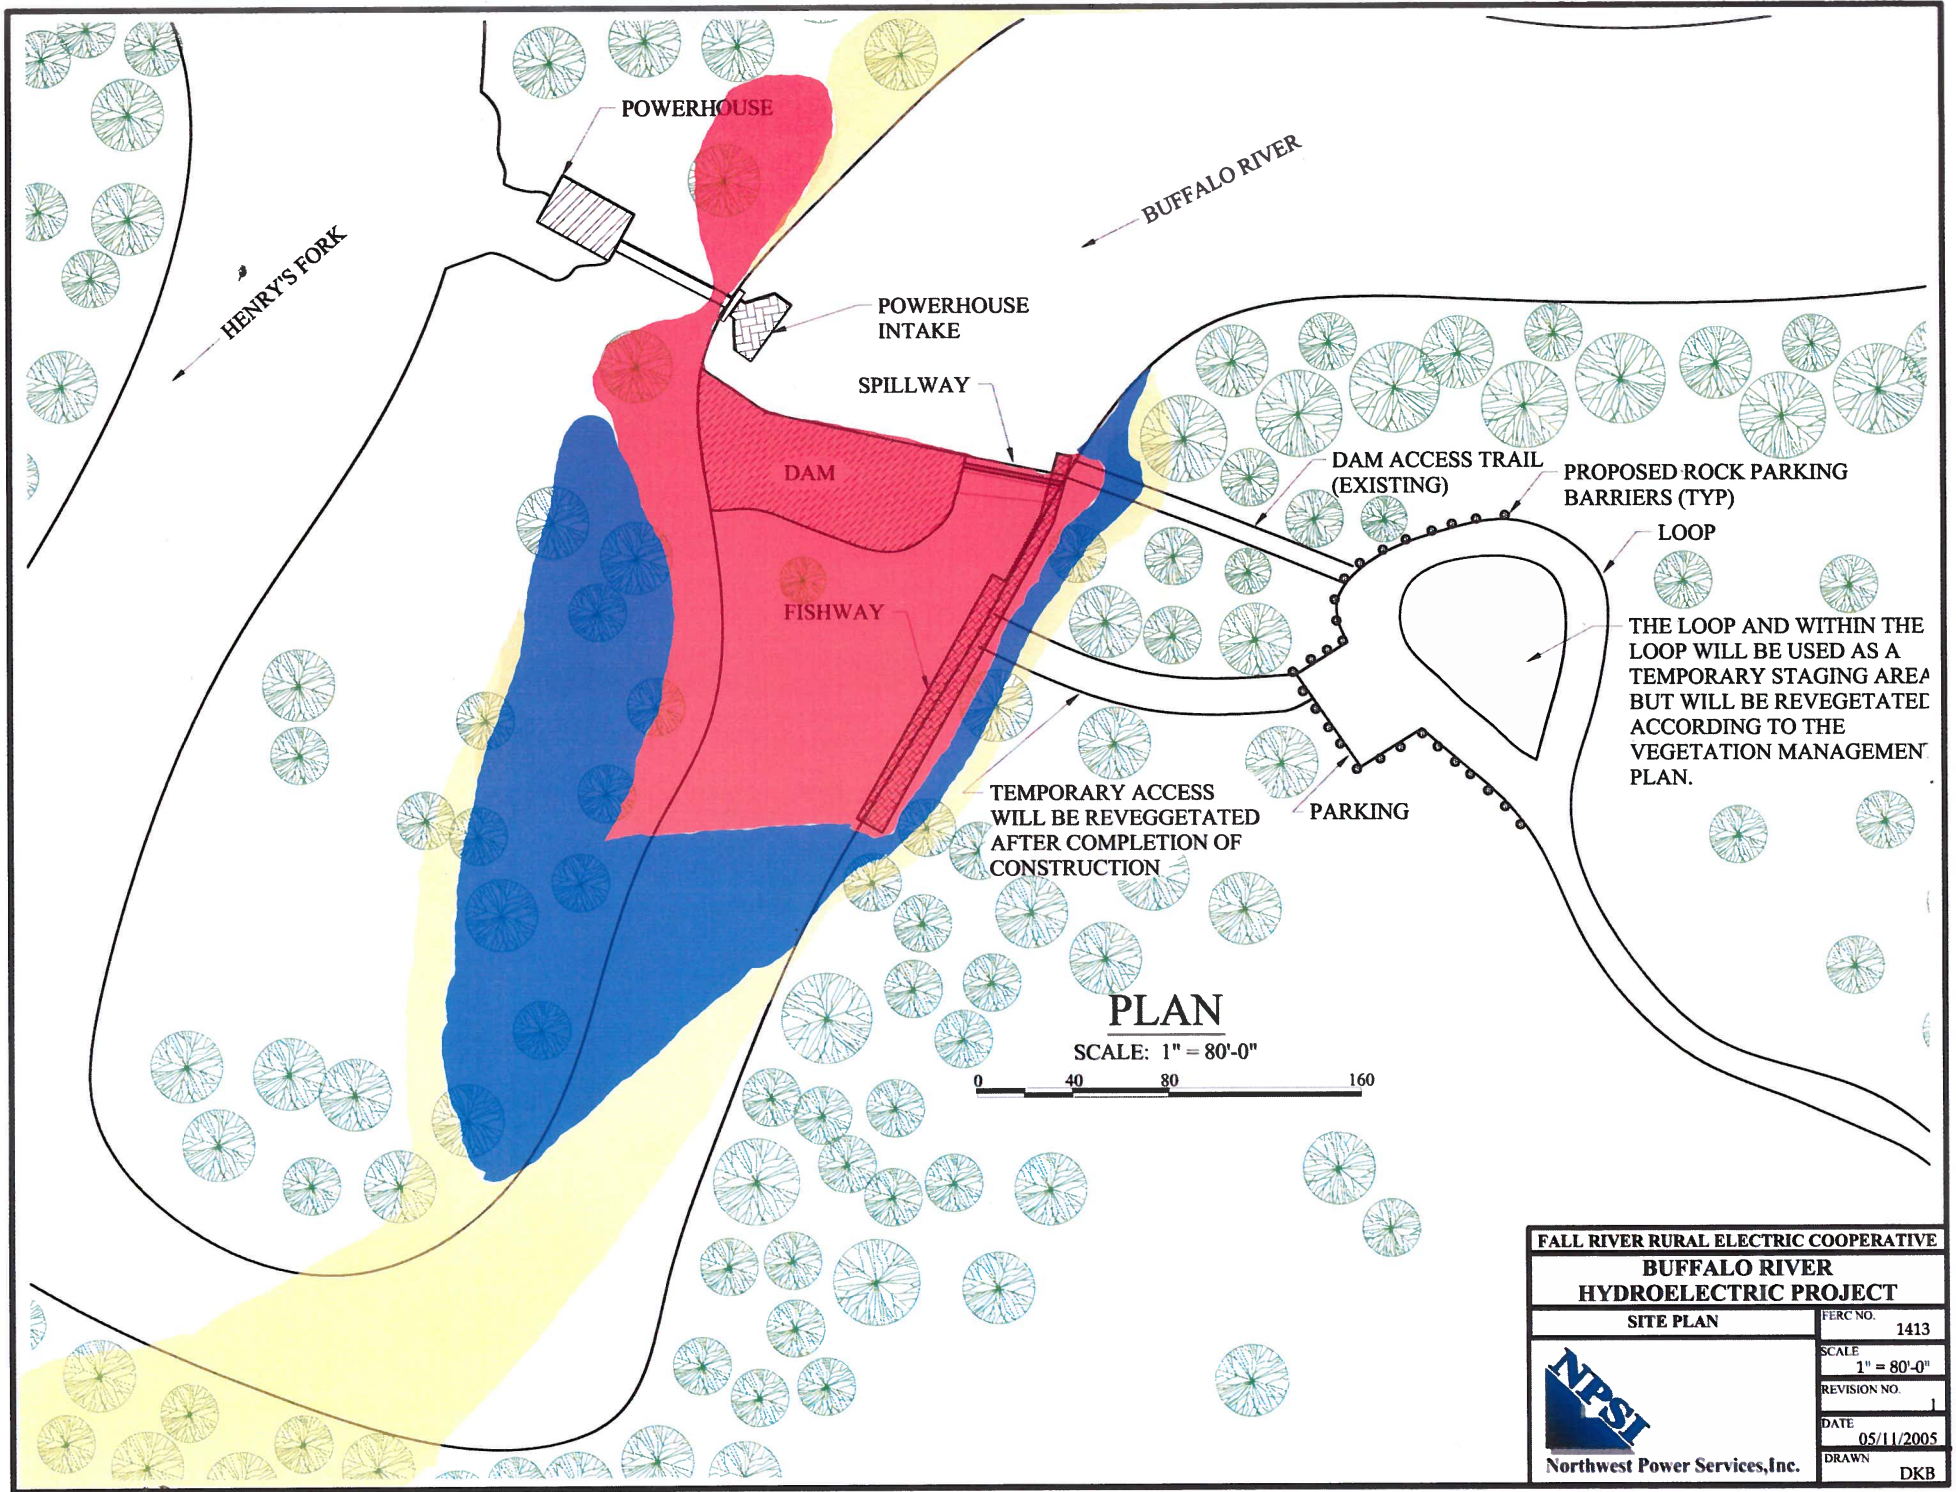 POWERHOUSE
BUFFALO RIVER
HENRY'S FORK
POWERHOUSE
INTAKE
SPILLWAY
DAM
DAM ACCESS TRAIL
(EXISTING)
PROPOSED ROCK PARKING
BARRIERS (TYP)
LOOP
FISHWAY
THE LOOP AND WITHIN THE
LOOP WILL BE USED AS A
TEMPORARY STAGING AREA
BUT WILL BE REVEGETATED
ACCORDING TO THE
VEGETATION MANAGEMENT
PLAN.
TEMPORARY ACCESS
WILL BE REVEGGETATED
AFTER COMPLETION OF
CONSTRUCTION
PARKING
PLAN
SCALE: 1" = 80'-0"
0 40 80 160
FALL RIVER RURAL ELECTRIC COOPERATIVE
BUFFALO RIVER
HYDROELECTRIC PROJECT
SITE PLAN
FERC NO.
1413
SCALE
1" = 80'-0"
REVISION NO.
1
DATE
05/11/2005
DRAWN
DKB
NPSI
Northwest Power Services,Inc.